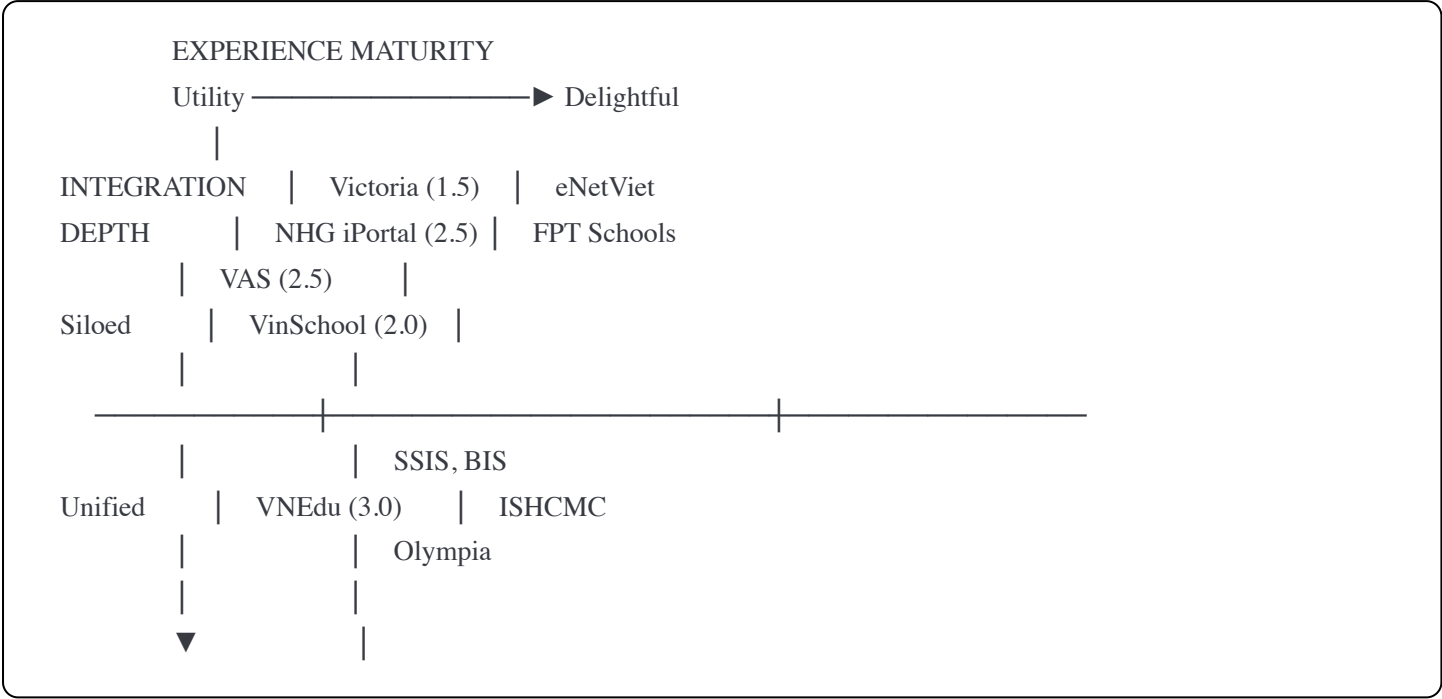 EXPERIENCE MATURITY
Utility ──────────────► Delightful
|
INTEGRATION | Victoria (1.5) | eNetViet
DEPTH | NHG iPortal (2.5) | FPT Schools
| VAS (2.5) |
Siloed | VinSchool (2.0) |
| |
| SSIS, BIS
Unified | VNEdu (3.0) | ISHCMC
| Olympia
| |
▼ |